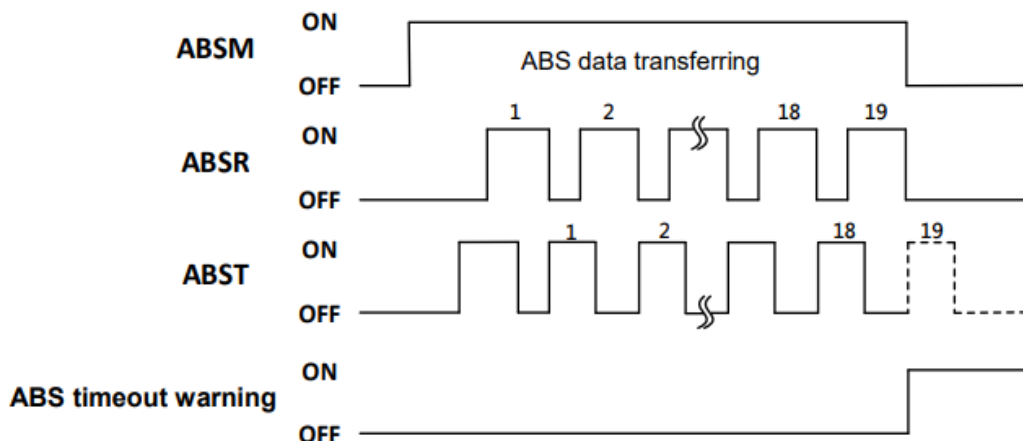 ON
ABSM
ABS data transferring
OFF
1 2 18 19
ON
ABSR
OFF
1 2 18 19
ON
ABST
OFF
ON
ABS timeout warning
OFF